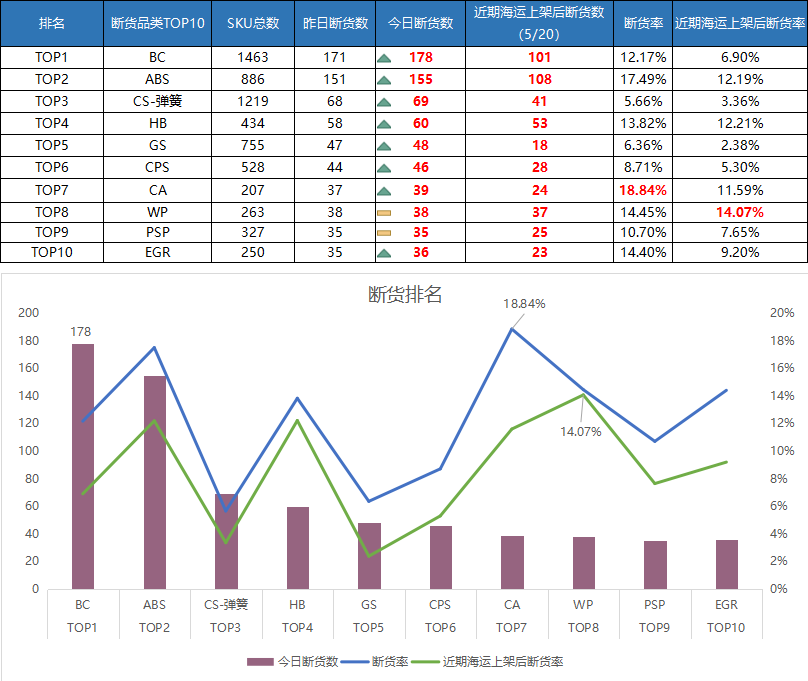 排名 断货品类TOP10 SKU总数 昨日断货数 今日断货数 近期海运上架后断货数 (5/20) 断货率 近期海运上架后断货率
TOP1 BC 1463 171 178 101 12.17% 6.90%
TOP2 ABS 886 151 155 108 17.49% 12.19%
TOP3 CS-弹簧 1219 68 69 41 5.66% 3.36%
TOP4 HB 434 58 60 53 13.82% 12.21%
TOP5 GS 755 47 48 18 6.36% 2.38%
TOP6 CPS 528 44 46 28 8.71% 5.30%
TOP7 CA 207 37 39 24 18.84% 11.59%
TOP8 WP 263 38 38 37 14.45% 14.07%
TOP9 PSP 327 35 35 25 10.70% 7.65%
TOP10 EGR 250 35 36 23 14.40% 9.20%
断货排名
18.84%
200 20%
178
180 18%
160 16%
140 14%
14.07%
120 12%
100 10%
80 8%
60 6%
40 4%
20 2%
0 0%
BC ABS CS-弹簧 HB GS CPS CA WP PSP EGR
TOP1 TOP2 TOP3 TOP4 TOP5 TOP6 TOP7 TOP8 TOP9 TOP10
今日断货数 断货率 近期海运上架后断货率